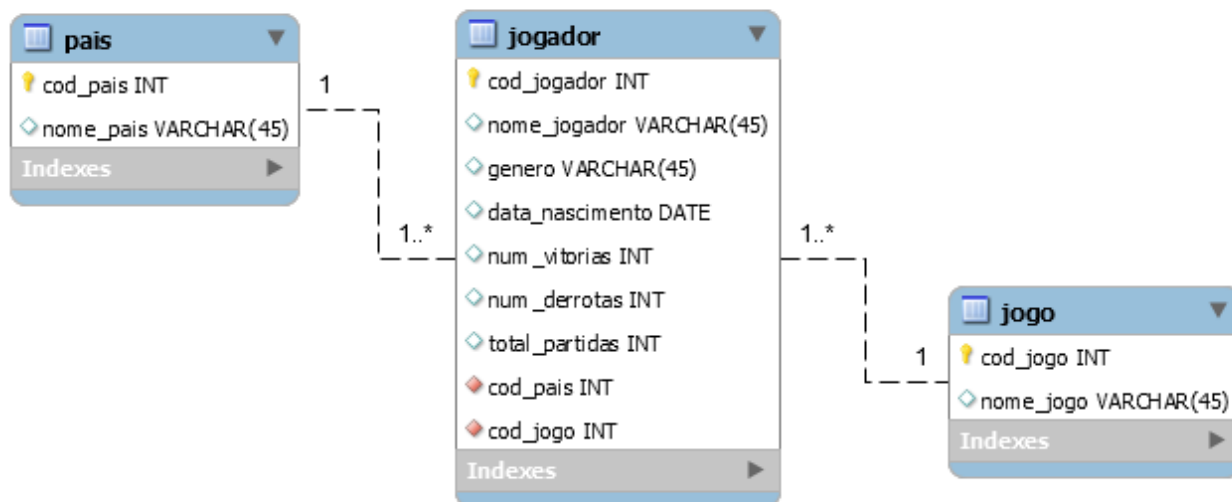 pais
cod_pais INT
nome_pais VARCHAR(45)
Indexes
1
1..*
jogador
cod_jogador INT
nome_jogador VARCHAR(45)
genero VARCHAR(45)
data_nascimento DATE
num_vitorias INT
num_derrotas INT
total_partidas INT
cod_pais INT
cod_jogo INT
Indexes
1..*
1
jogo
cod_jogo INT
nome_jogo VARCHAR(45)
Indexes